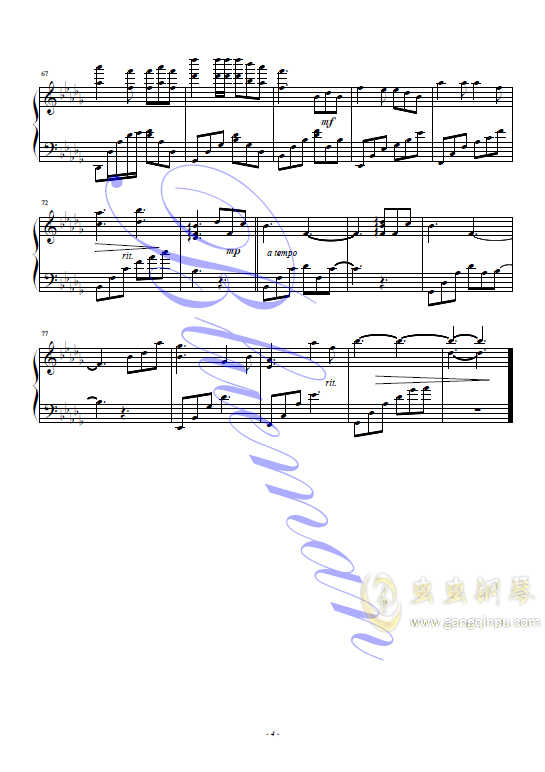 67
mf
72
rit.
mp
a tempo
77
rit.
虫虫钢琴
www.gangqinpu.com
- 4 -